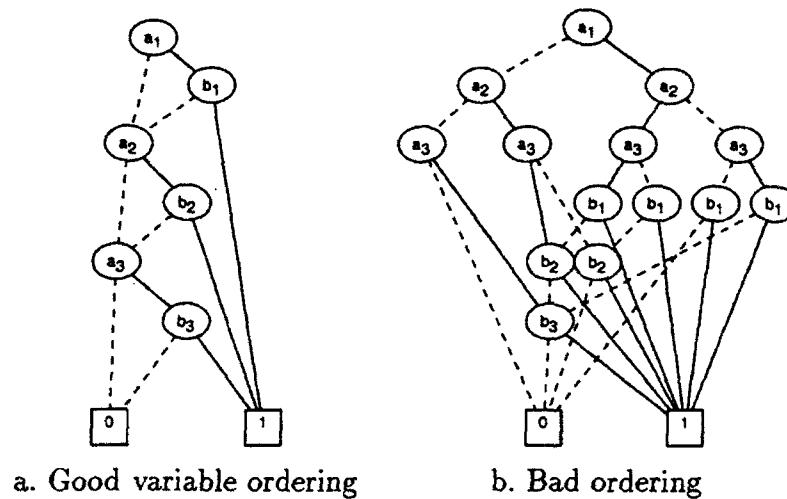 a₁ a₁
b₁ a₂ a₂
a₂ a₃ a₃ a₃ a₃
b₂ b₁ b₁ b₁ b₁
a₃ b₂ b₂
b₃ b₃
0 1 0 1
a. Good variable ordering b. Bad ordering